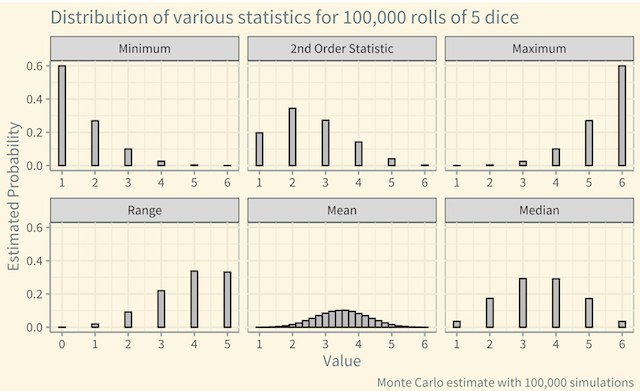 Distribution of various statistics for 100,000 rolls of 5 dice
Minimum
2nd Order Statistic
Maximum
0.6
0.4
0.2
0.0
1 2 3 4 5 6
1 2 3 4 5 6
1 2 3 4 5 6
Estimated Probability
Range
Mean
Median
0.6
0.4
0.2
0.0
0 1 2 3 4 5
1 2 3 4 5 6
1 2 3 4 5 6
Value
Monte Carlo estimate with 100,000 simulations